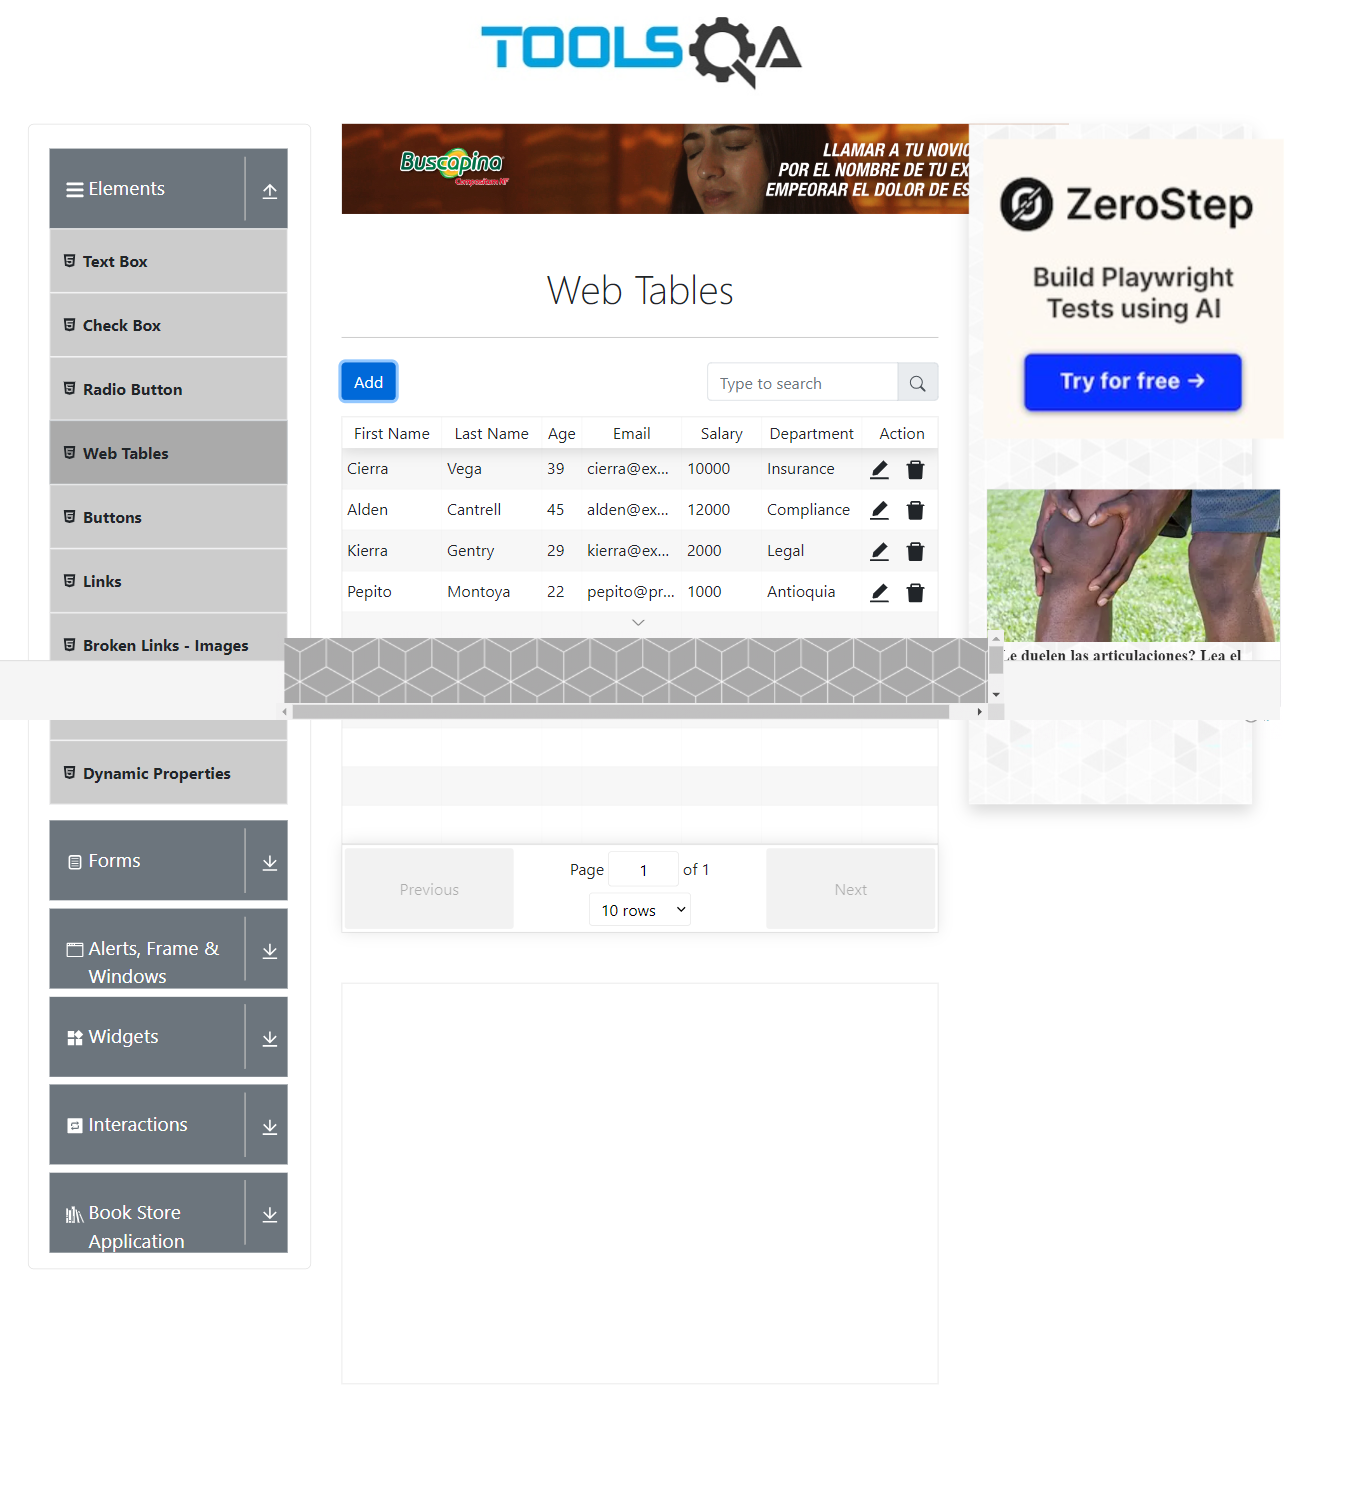 TOOLSQA
Elements
Text Box
Check Box
Radio Button
Web Tables
Buttons
Links
Broken Links - Images
Dynamic Properties
Forms
Alerts, Frame &
Windows
Widgets
Interactions
Book Store
Application
Buscapina
Compositum NF
LLAMAR A TU NOVIO
POR EL NOMBRE DE TU EX
EMPEORAR EL DOLOR DE ES
Web Tables
Add
Type to search
First Name Last Name Age Email Salary Department Action
Cierra Vega 39 cierra@ex... 10000 Insurance
Alden Cantrell 45 alden@ex... 12000 Compliance
Kierra Gentry 29 kierra@ex... 2000 Legal
Pepito Montoya 22 pepito@pr... 1000 Antioquia
Previous
Page 1 of 1
10 rows
Next
ZeroStep
Build Playwright
Tests using AI
Try for free →
Le duelen las articulaciones? Lea el